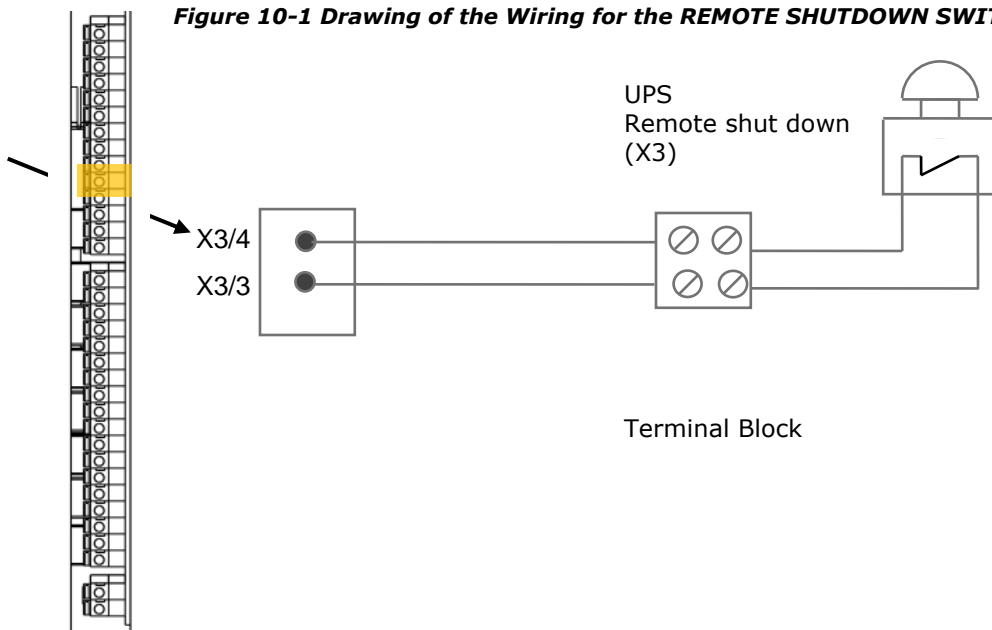 Figure 10-1 Drawing of the Wiring for the REMOTE SHUTDOWN SWIT
UPS
Remote shut down
(X3)
X3/4
X3/3
Terminal Block